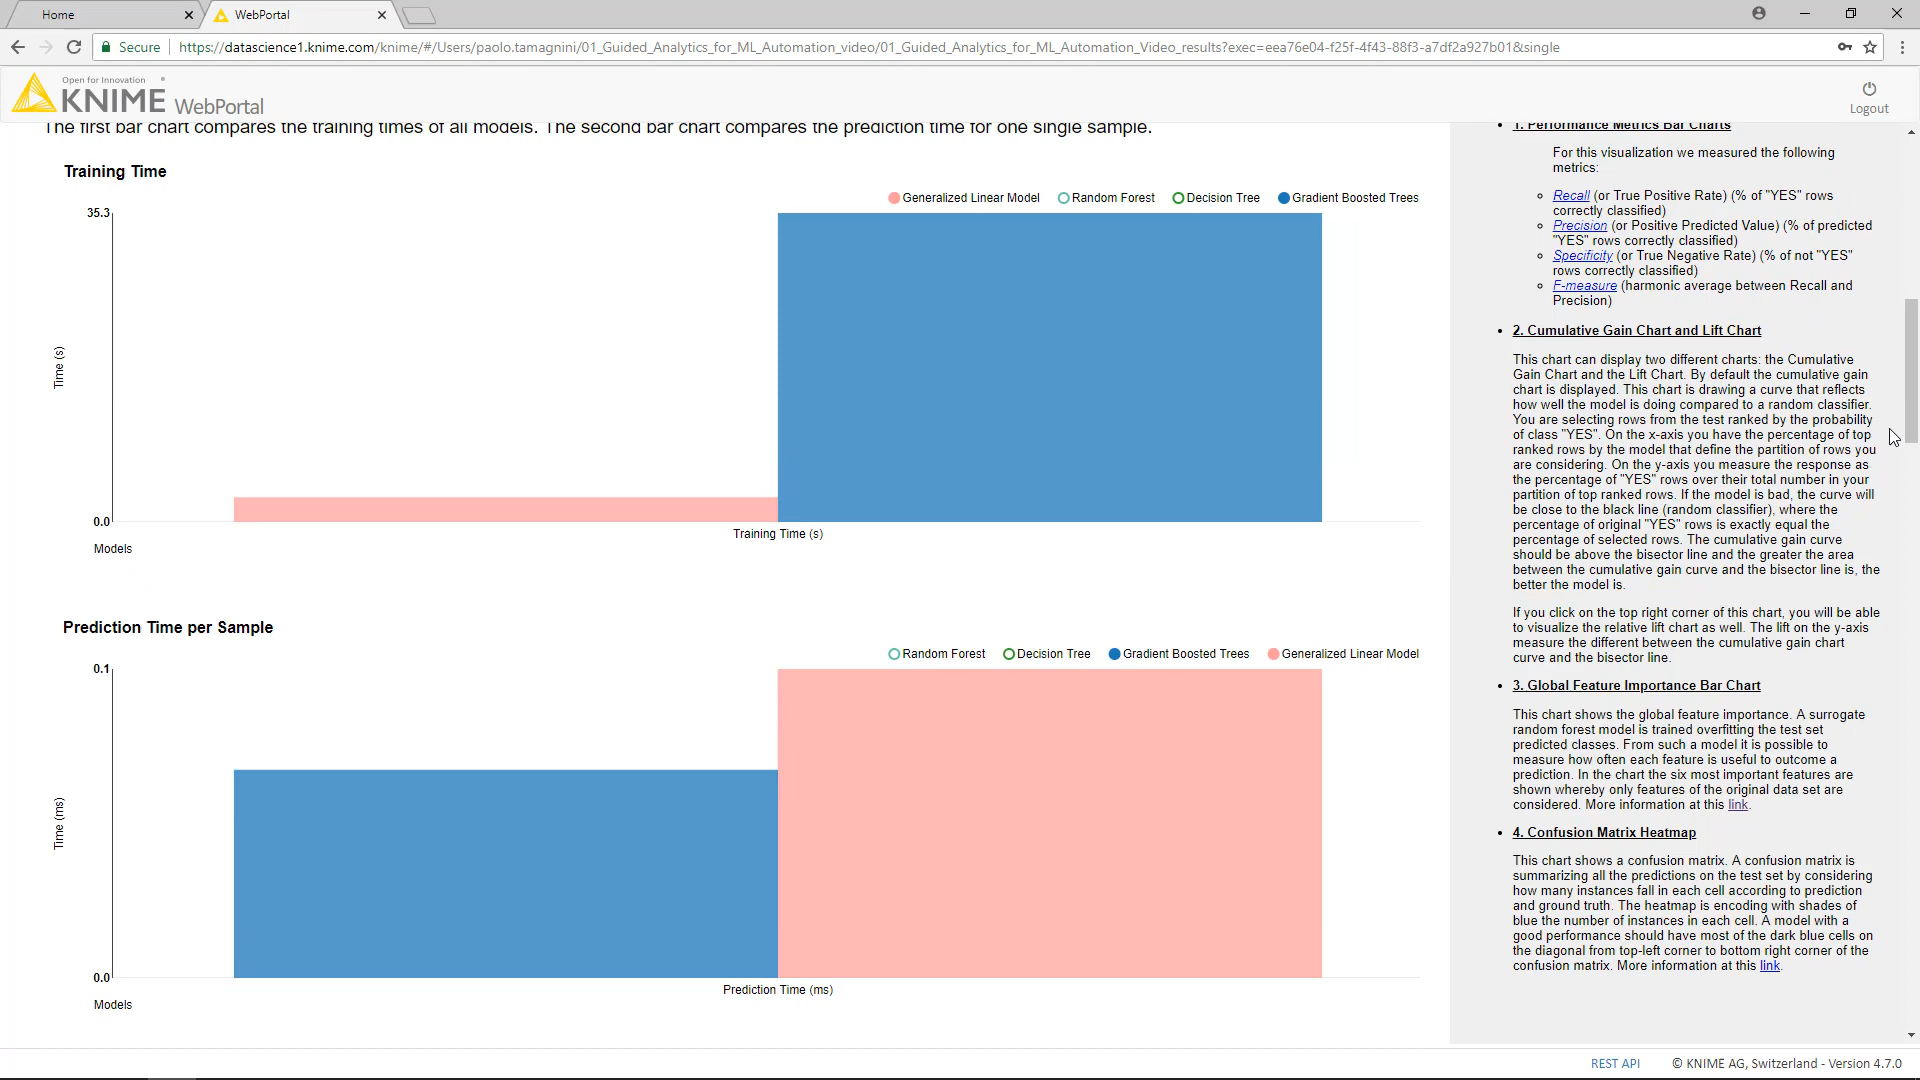 Home
WebPortal
Secure
https://datascience1.knime.com/knime/#/Users/paolo.tamagnini/01_Guided_Analytics_for_ML_Automation_video/01_Guided_Analytics_for_ML_Automation_Video_results?exec=eea76e04-f25f-4f43-88f3-a7df2a927b01&single
Open for Innovation
KNIME WebPortal
Logout
The first bar chart compares the training times of all models. The second bar chart compares the prediction time for one single sample.
Training Time
Generalized Linear Model Random Forest Decision Tree Gradient Boosted Trees
35.3
Time (s)
0.0
Training Time (s)
Models
Prediction Time per Sample
Random Forest Decision Tree Gradient Boosted Trees Generalized Linear Model
0.1
Time (ms)
0.0
Prediction Time (ms)
Models
1. Performance Metrics Bar Charts
For this visualization we measured the following
metrics:
Recall (or True Positive Rate) (% of "YES" rows
correctly classified)
Precision (or Positive Predicted Value) (% of predicted
"YES" rows correctly classified)
Specificity (or True Negative Rate) (% of not "YES"
rows correctly classified)
F-measure (harmonic average between Recall and
Precision)
2. Cumulative Gain Chart and Lift Chart
This chart can display two different charts: the Cumulative
Gain Chart and the Lift Chart. By default the cumulative gain
chart is displayed. This chart is drawing a curve that reflects
how well the model is doing compared to a random classifier.
You are selecting rows from the test ranked by the probability
of class "YES". On the x-axis you have the percentage of top
ranked rows by the model that define the partition of rows you
are considering. On the y-axis you measure the response as
the percentage of "YES" rows over their total number in your
partition of top ranked rows. If the model is bad, the curve will
be close to the black line (random classifier), where the
percentage of original "YES" rows is exactly equal the
percentage of selected rows. The cumulative gain curve
should be above the bisector line and the greater the area
between the cumulative gain curve and the bisector line is, the
better the model is.
If you click on the top right corner of this chart, you will be able
to visualize the relative lift chart as well. The lift on the y-axis
measure the different between the cumulative gain chart
curve and the bisector line.
3. Global Feature Importance Bar Chart
This chart shows the global feature importance. A surrogate
random forest model is trained overfitting the test set
predicted classes. From such a model it is possible to
measure how often each feature is useful to outcome a
prediction. In the chart the six most important features are
shown whereby only features of the original data set are
considered. More information at this link.
4. Confusion Matrix Heatmap
This chart shows a confusion matrix. A confusion matrix is
summarizing all the predictions on the test set by considering
how many instances fall in each cell according to prediction
and ground truth. The heatmap is encoding with shades of
blue the number of instances in each cell. A model with a
good performance should have most of the dark blue cells on
the diagonal from top-left corner to bottom right corner of the
confusion matrix. More information at this link.
REST API
© KNIME AG, Switzerland - Version 4.7.0